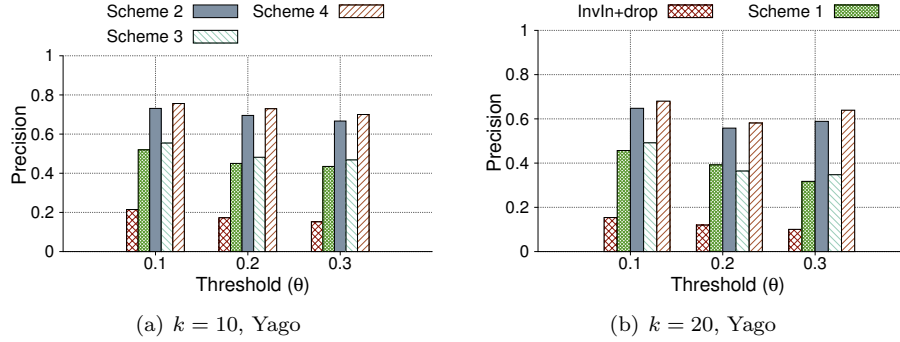 Scheme 2 Scheme 4
Scheme 3
1
0.8
0.6
0.4
0.2
0
Precision
0.1 0.2 0.3
Threshold (θ)
(a) k = 10, Yago
InvIn+drop Scheme 1
1
0.8
0.6
0.4
0.2
0
Precision
0.1 0.2 0.3
Threshold (θ)
(b) k = 20, Yago